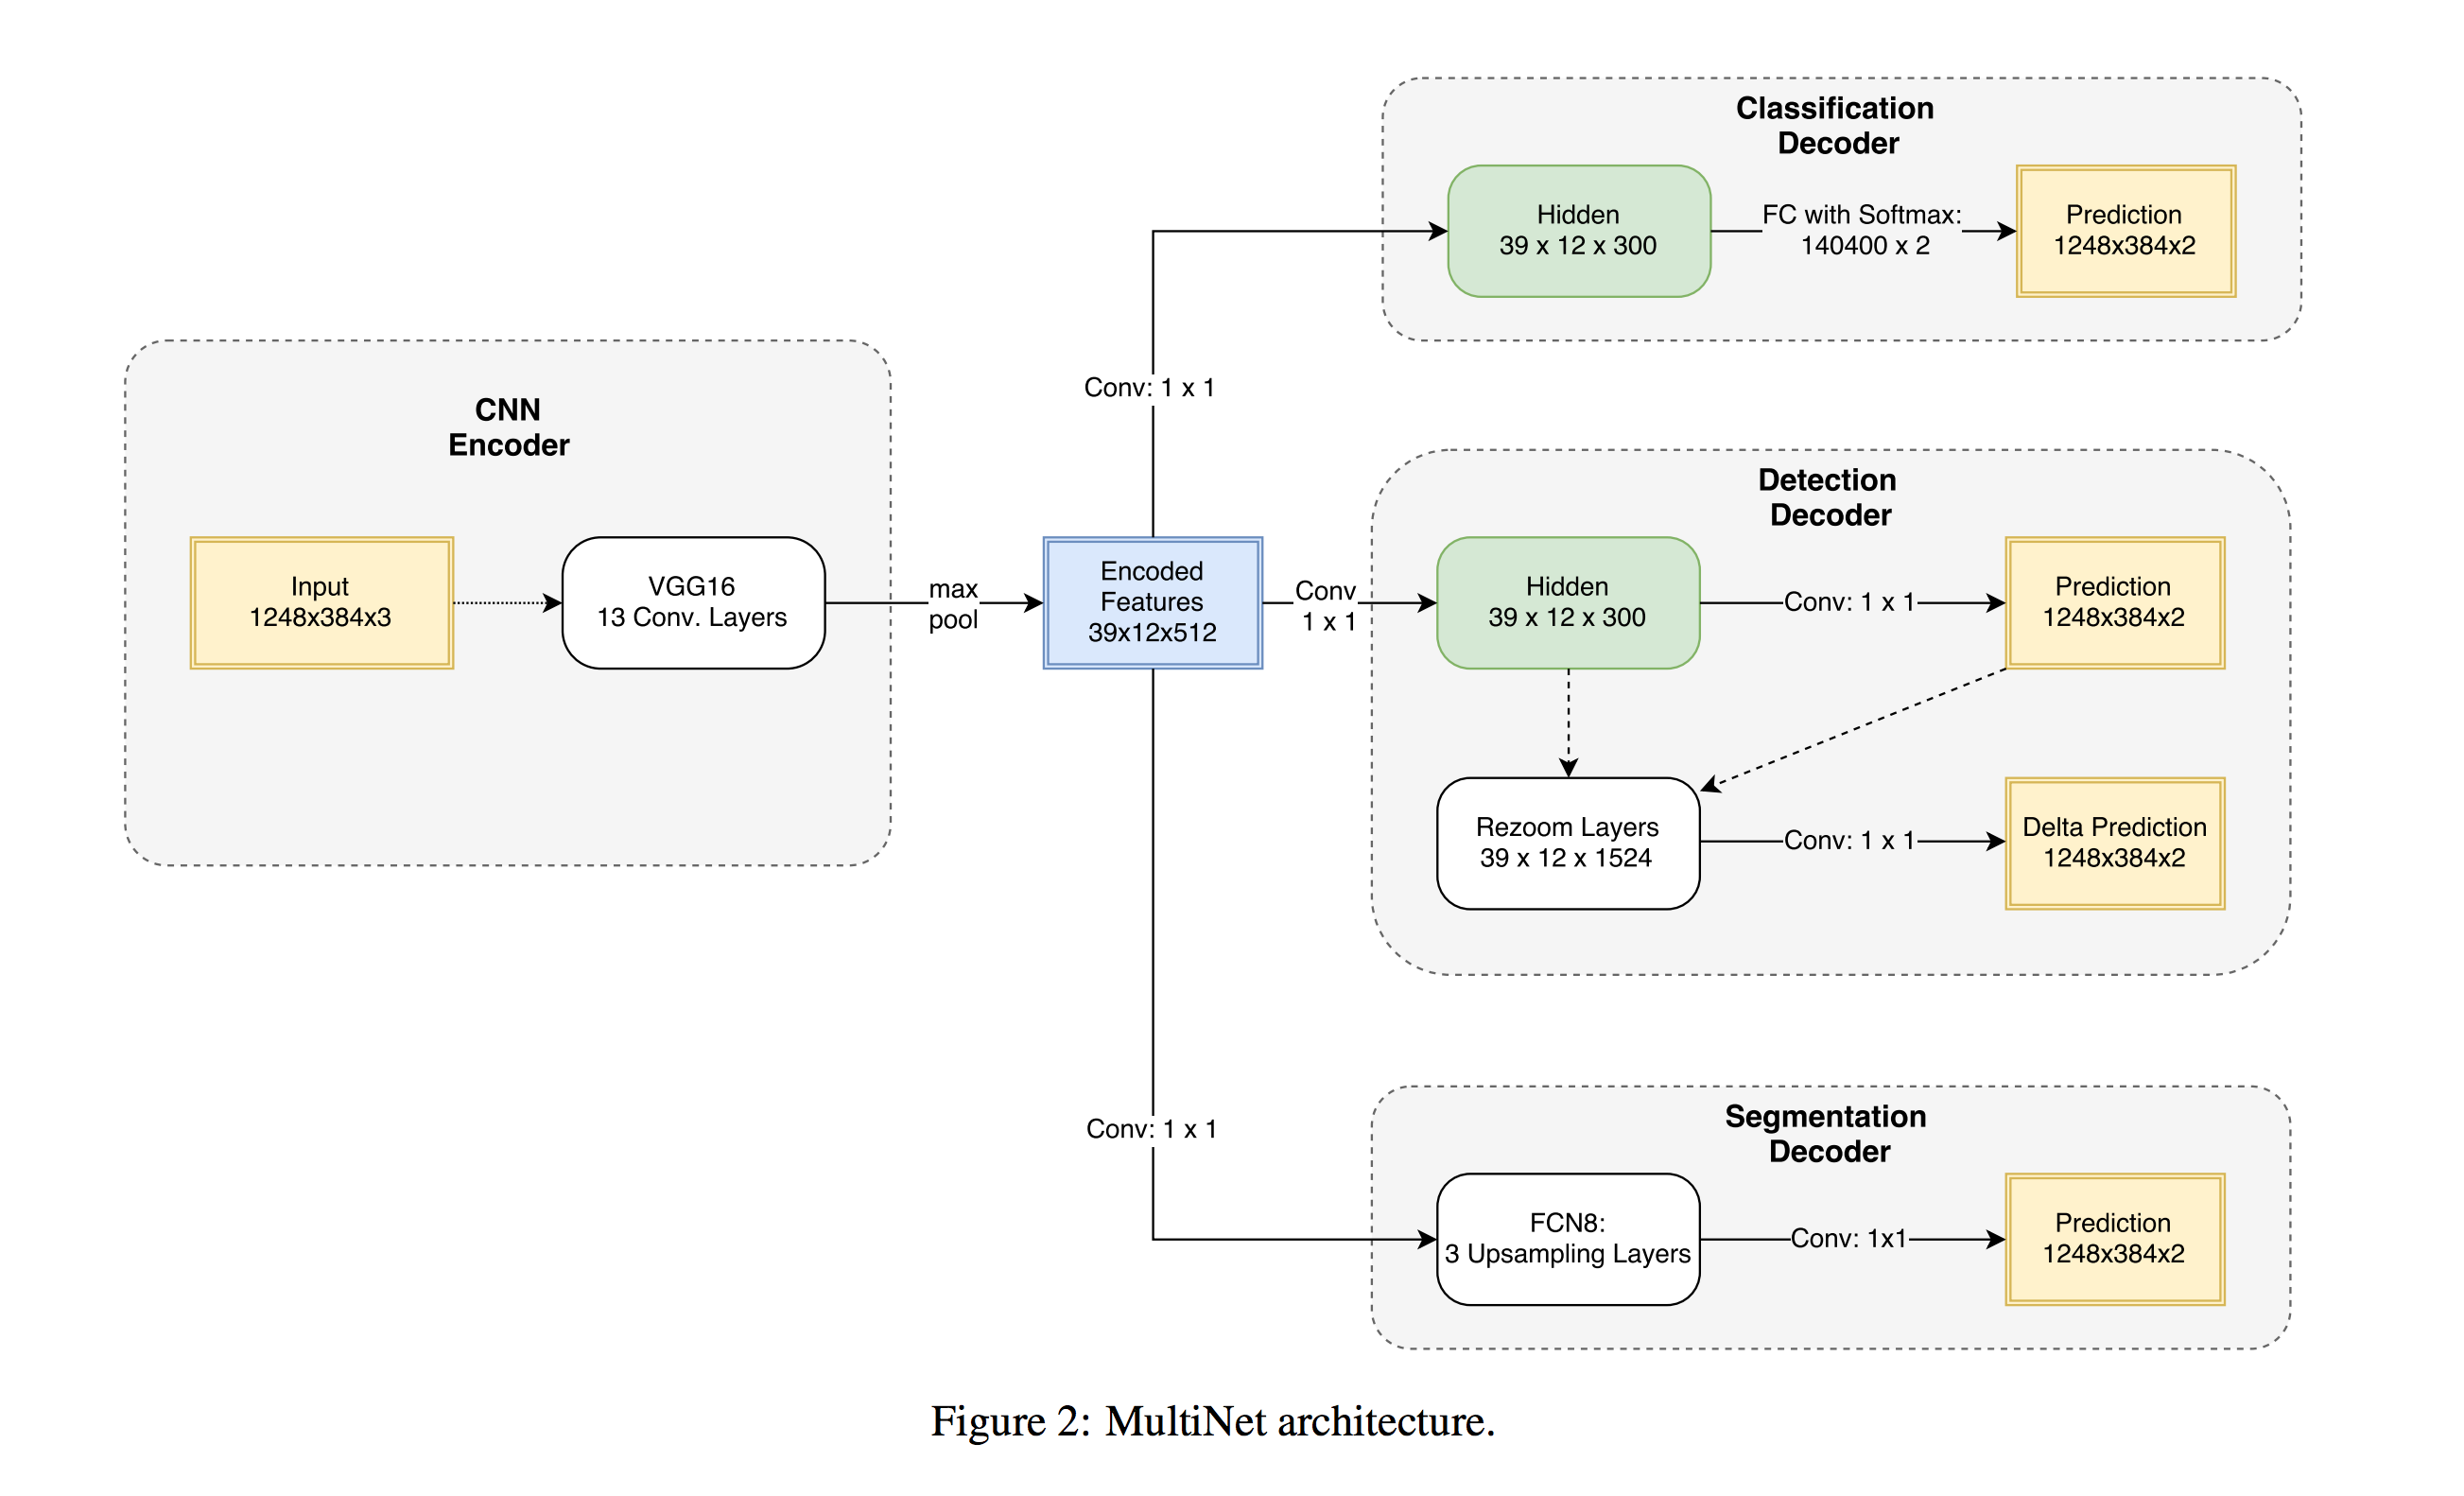 Classification
Decoder
Hidden
39 x 12 x 300
FC with Softmax:
140400 x 2
Prediction
1248x384x2
Conv: 1 x 1
CNN
Encoder
Input
1248x384x3
VGG16
13 Conv. Layers
max
pool
Encoded
Features
39x12x512
Conv
1 x 1
Detection
Decoder
Hidden
39 x 12 x 300
Conv: 1 x 1
Prediction
1248x384x2
Rezoom Layers
39 x 12 x 1524
Conv: 1 x 1
Delta Prediction
1248x384x2
Conv: 1 x 1
Segmentation
Decoder
FCN8:
3 Upsampling Layers
Conv: 1x1
Prediction
1248x384x2
Figure 2: MultiNet architecture.